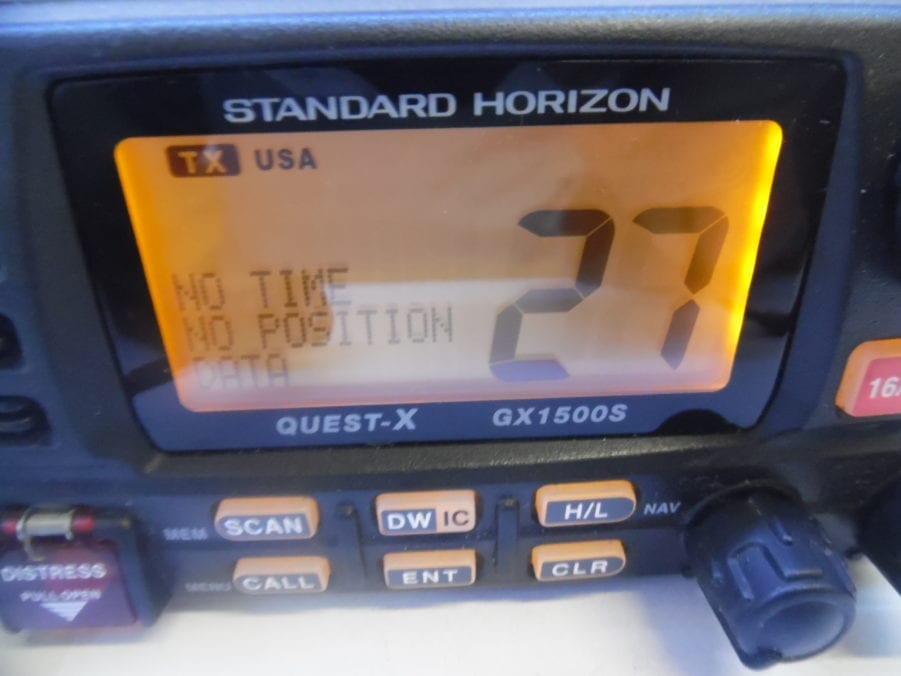 STANDARD HORIZON
TX USA
27
NO TIME
NO POSITION
DATA
QUEST-X GX1500S
16/
MEM SCAN DW IC H/L NAV
MENU CALL ENT CLR
DISTRESS
PULL OPEN